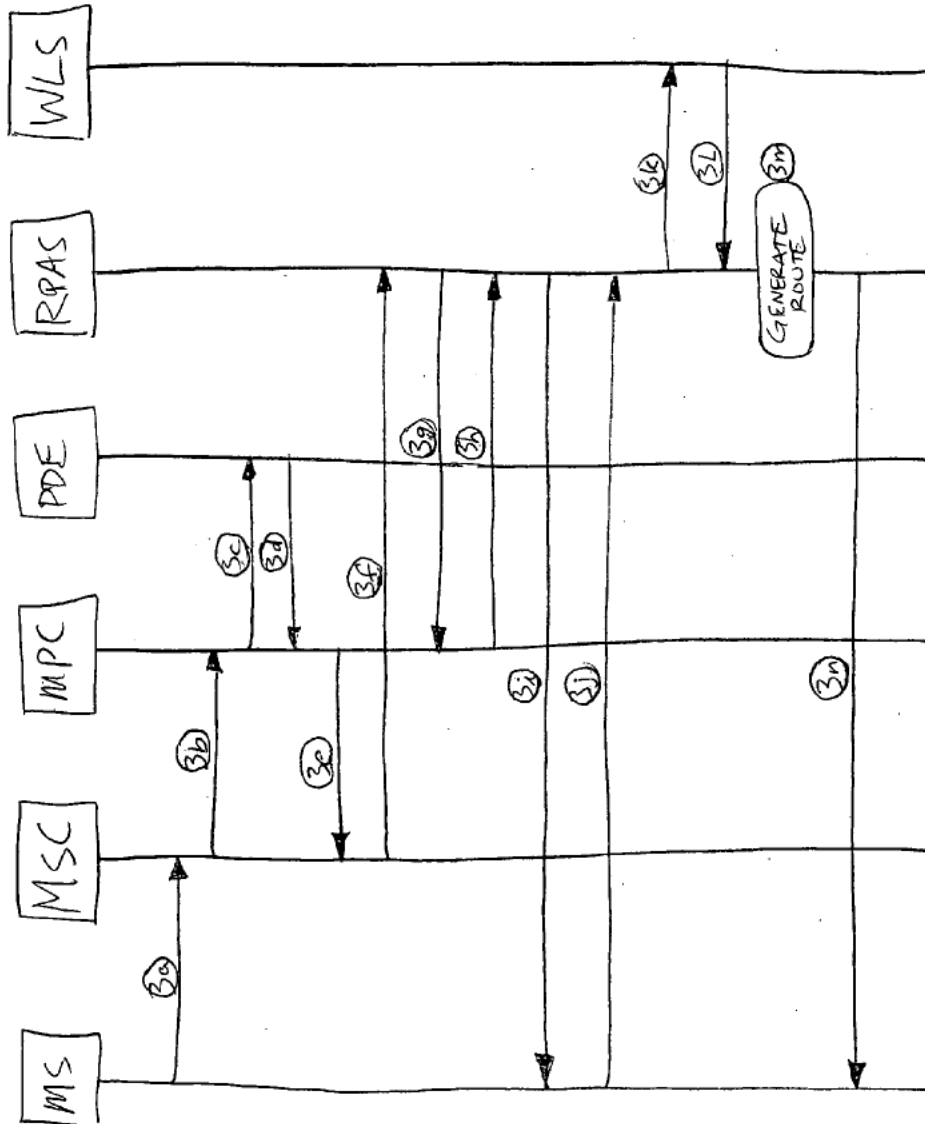 MS
MSC
MPC
PDE
RPAS
WLS
3a
3b
3c
3d
3e
3f
3g
3h
3i
3j
3k
3L
GENERATE
ROUTE
3m
3n